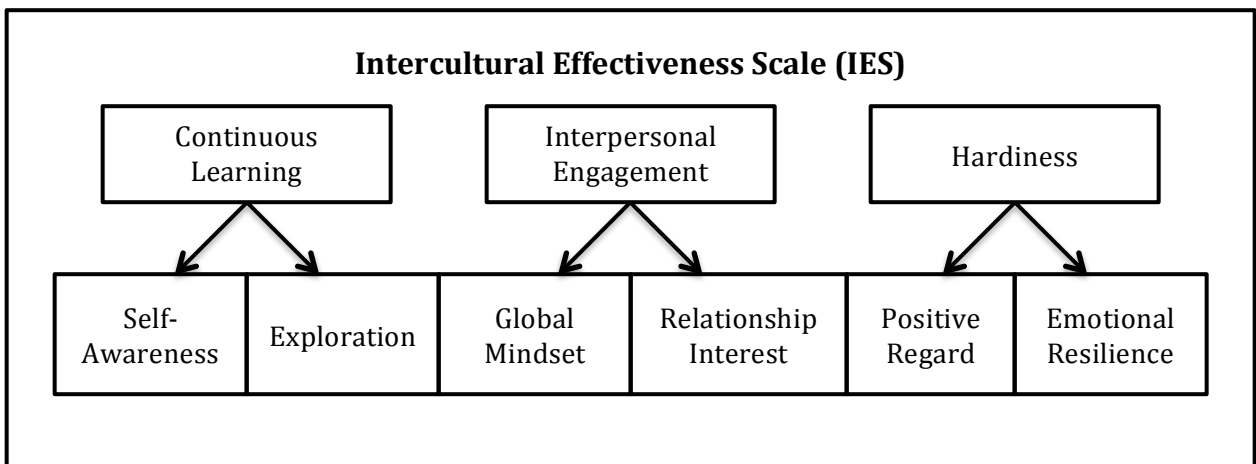 Intercultural Effectiveness Scale (IES)
Continuous
Learning
Interpersonal
Engagement
Hardiness
Self-
Awareness
Exploration
Global
Mindset
Relationship
Interest
Positive
Regard
Emotional
Resilience